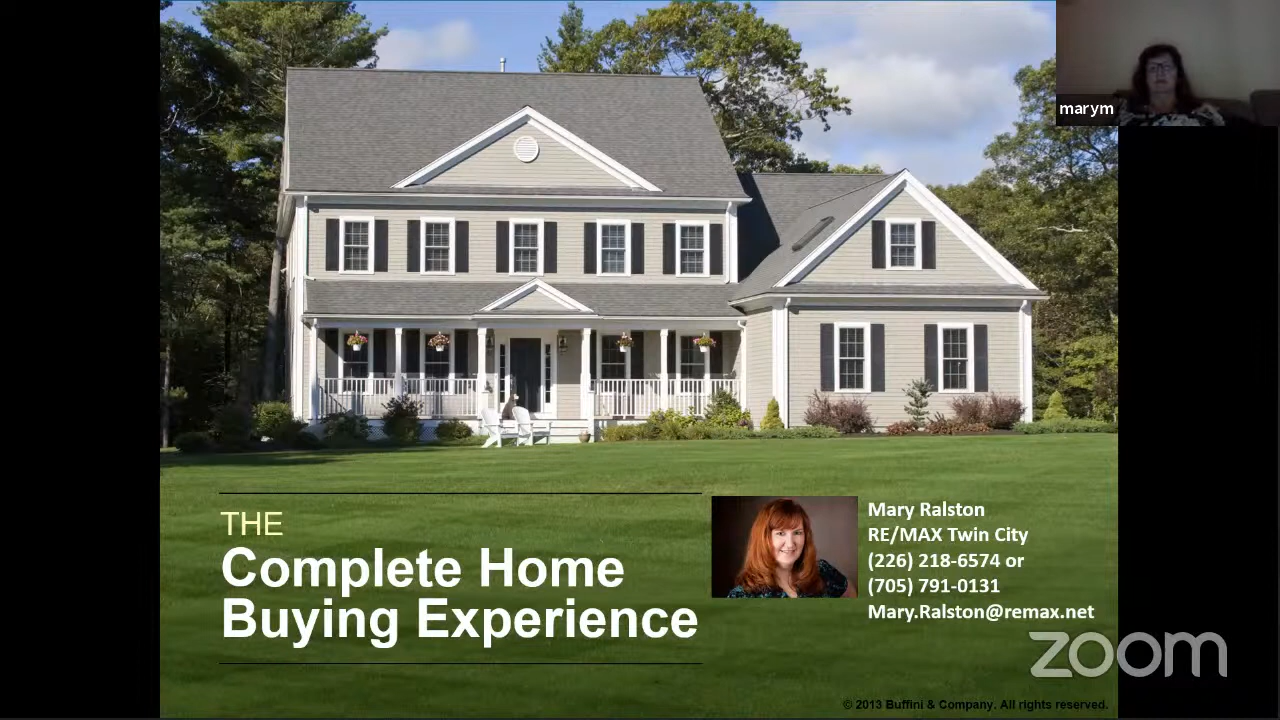 marym
THE
Complete Home
Buying Experience
Mary Ralston
RE/MAX Twin City
(226) 218-6574 or
(705) 791-0131
Mary.Ralston@remax.net
zoom
© 2013 Buffini & Company. All rights reserved.